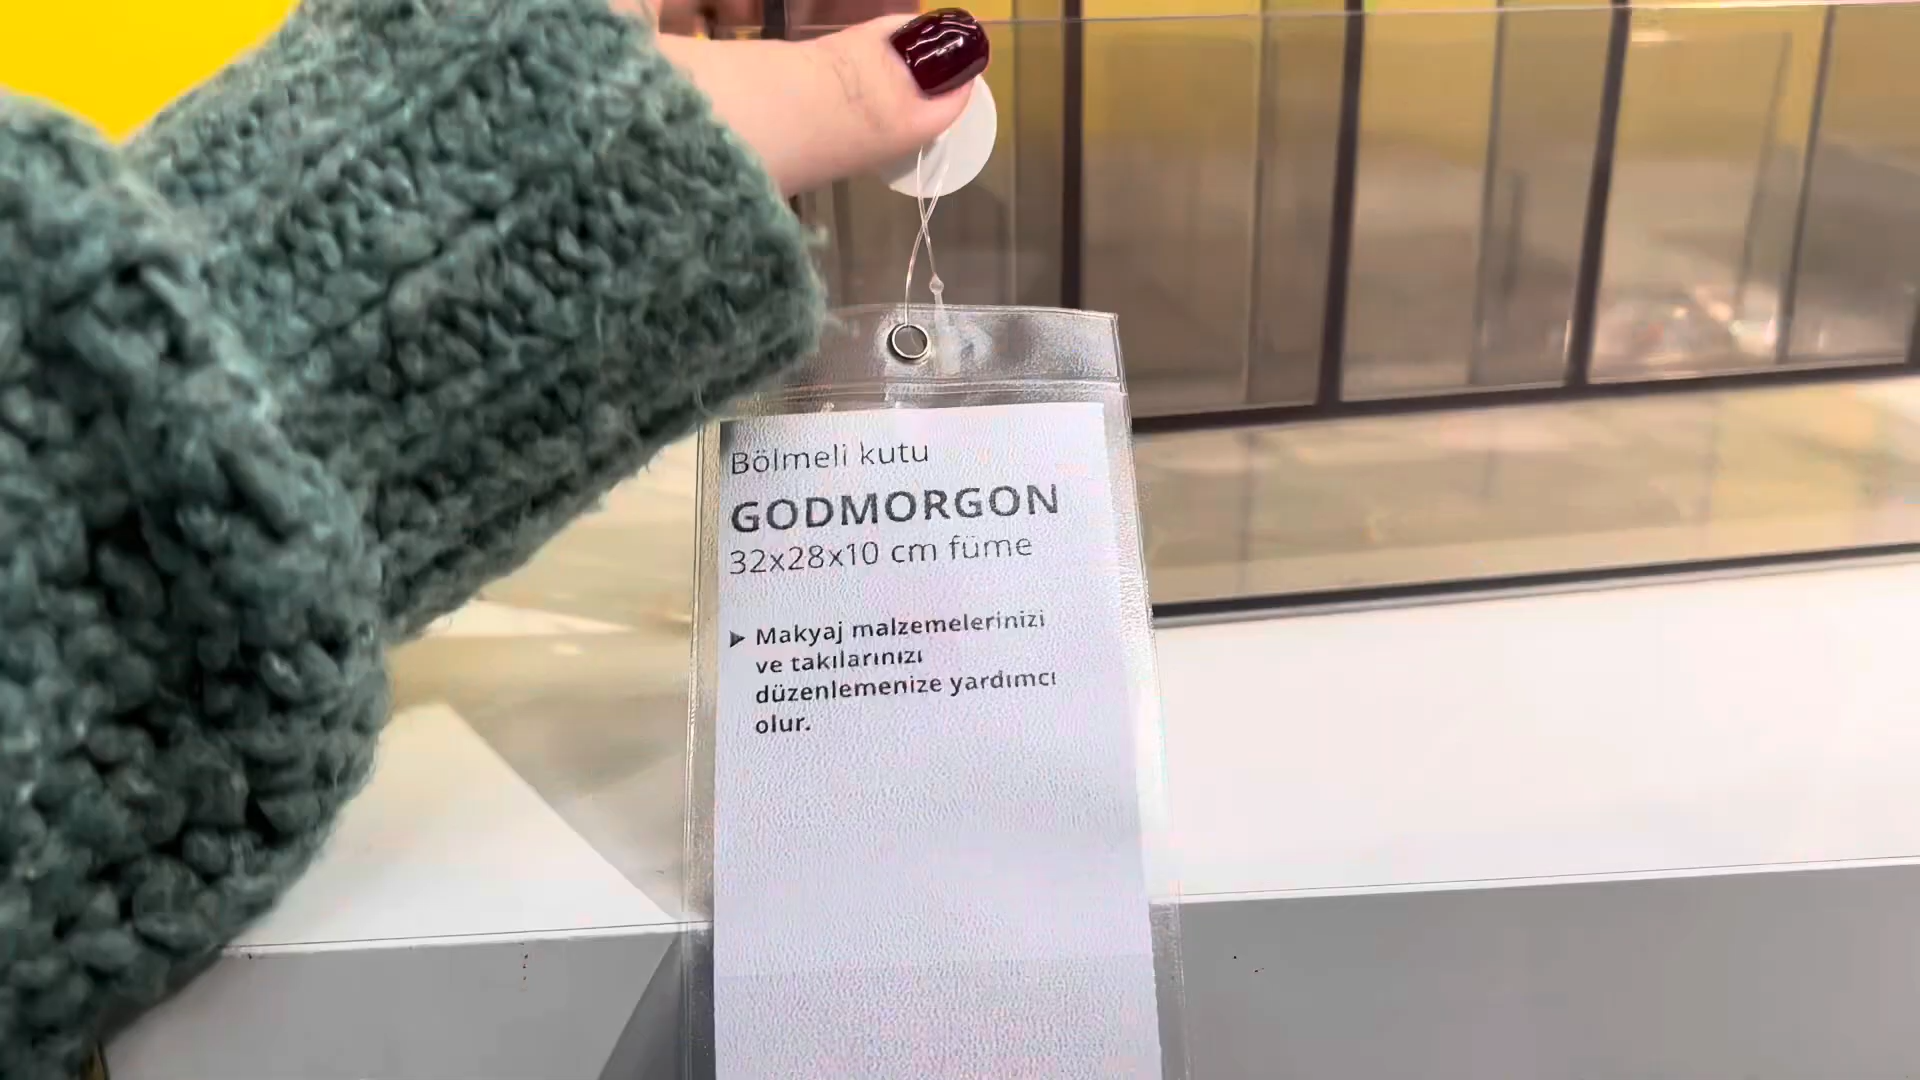 Bölmeli kutu
GODMORGON
32x28x10 cm füme
▶ Makyaj malzemelerinizi
ve takılarınızı
düzenlemenize yardımcı
olur.